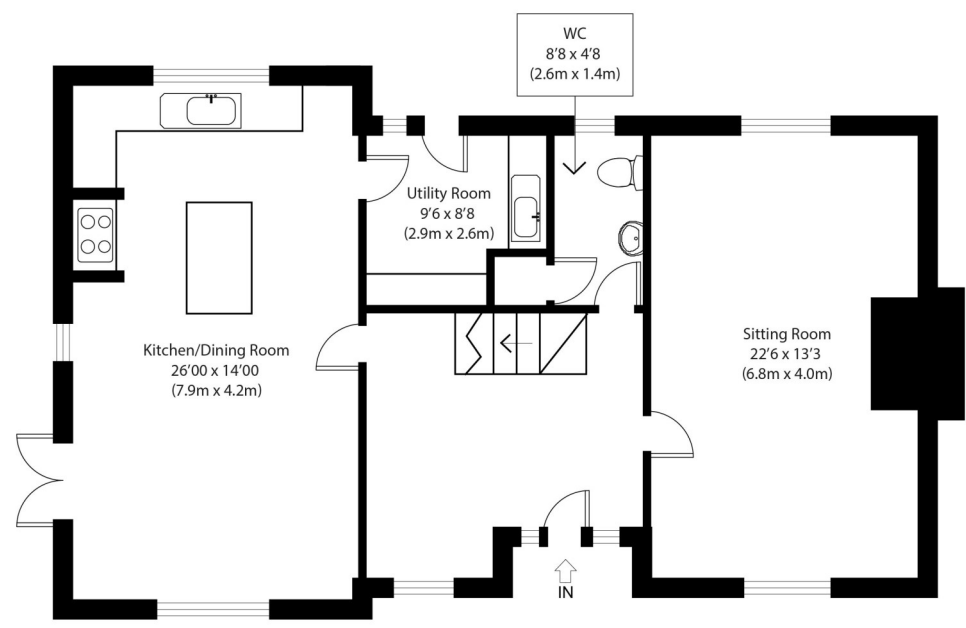 WC
8’8 x 4’8
(2.6m x 1.4m)
Utility Room
9’6 x 8’8
(2.9m x 2.6m)
Kitchen/Dining Room
26’00 x 14’00
(7.9m x 4.2m)
Sitting Room
22’6 x 13’3
(6.8m x 4.0m)
IN